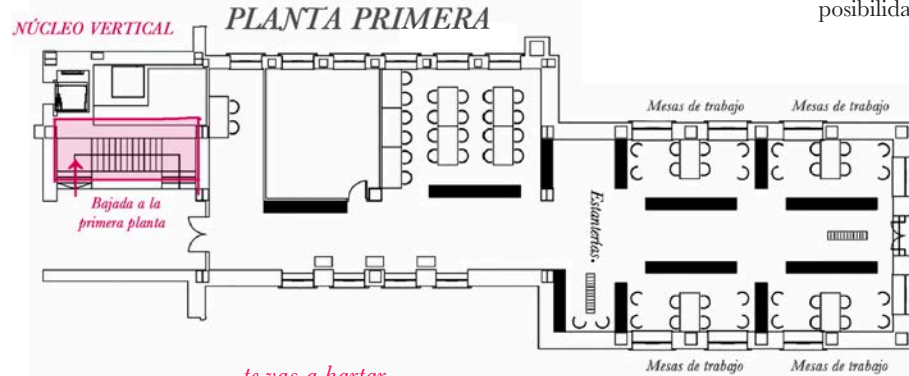 posibilida
NÚCLEO VERTICAL
PLANTA PRIMERA
Mesas de trabajo
Mesas de trabajo
Bajada a la
primera planta
Estanterías.
te vas a hartar
Mesas de trabajo
Mesas de trabajo